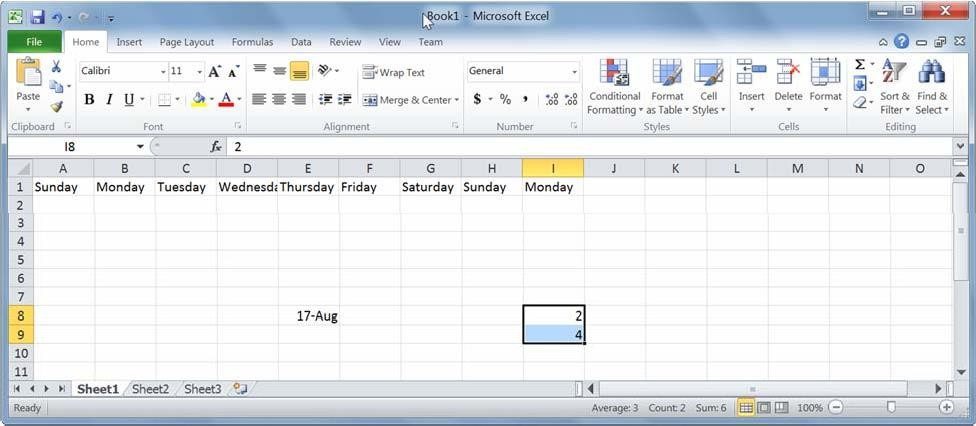 Book1 - Microsoft Excel
File Home Insert Page Layout Formulas Data Review View Team
Calibri 11 Wrap Text General
Paste B I U Merge & Center $ % , Conditional Formatting Format as Table Cell Styles Insert Delete Format Sort & Filter Find & Select
Clipboard Font Alignment Number Styles Cells Editing
I8 fx 2
A B C D E F G H I J K L M N O
1 Sunday Monday Tuesday Wednesda Thursday Friday Saturday Sunday Monday
2
3
4
5
6
7
8 17-Aug 2
9 4
10
11
Sheet1 Sheet2 Sheet3
Ready Average: 3 Count: 2 Sum: 6 100%